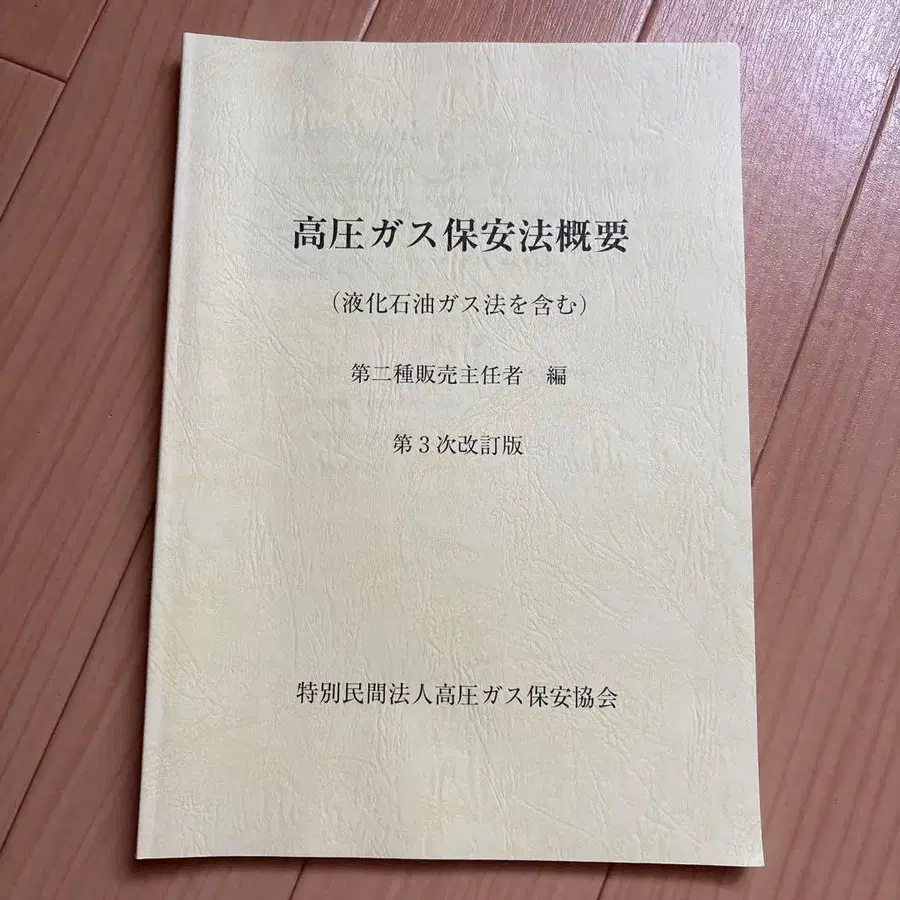 高圧ガス保安法概要
（液化石油ガス法を含む）
第二種販売主任者　編
第３次改訂版
特別民間法人高圧ガス保安協会